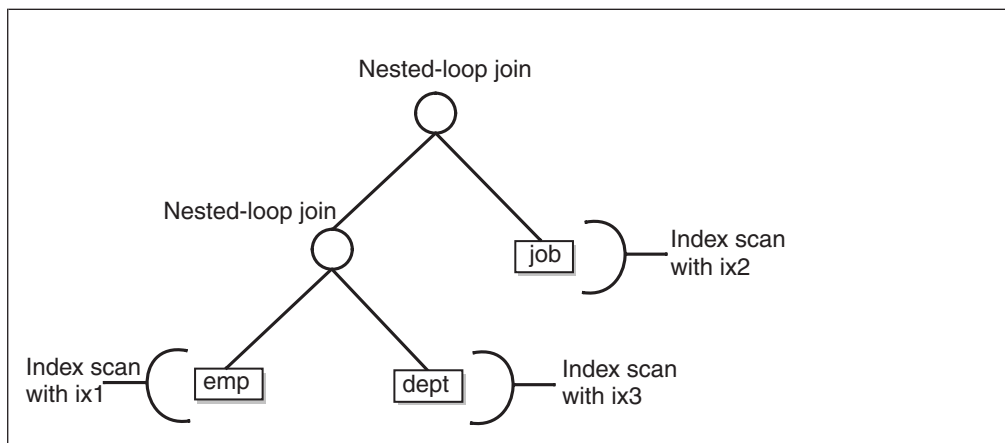 Nested-loop join
Nested-loop join
job
Index scan
with ix2
Index scan
with ix1
emp
dept
Index scan
with ix3